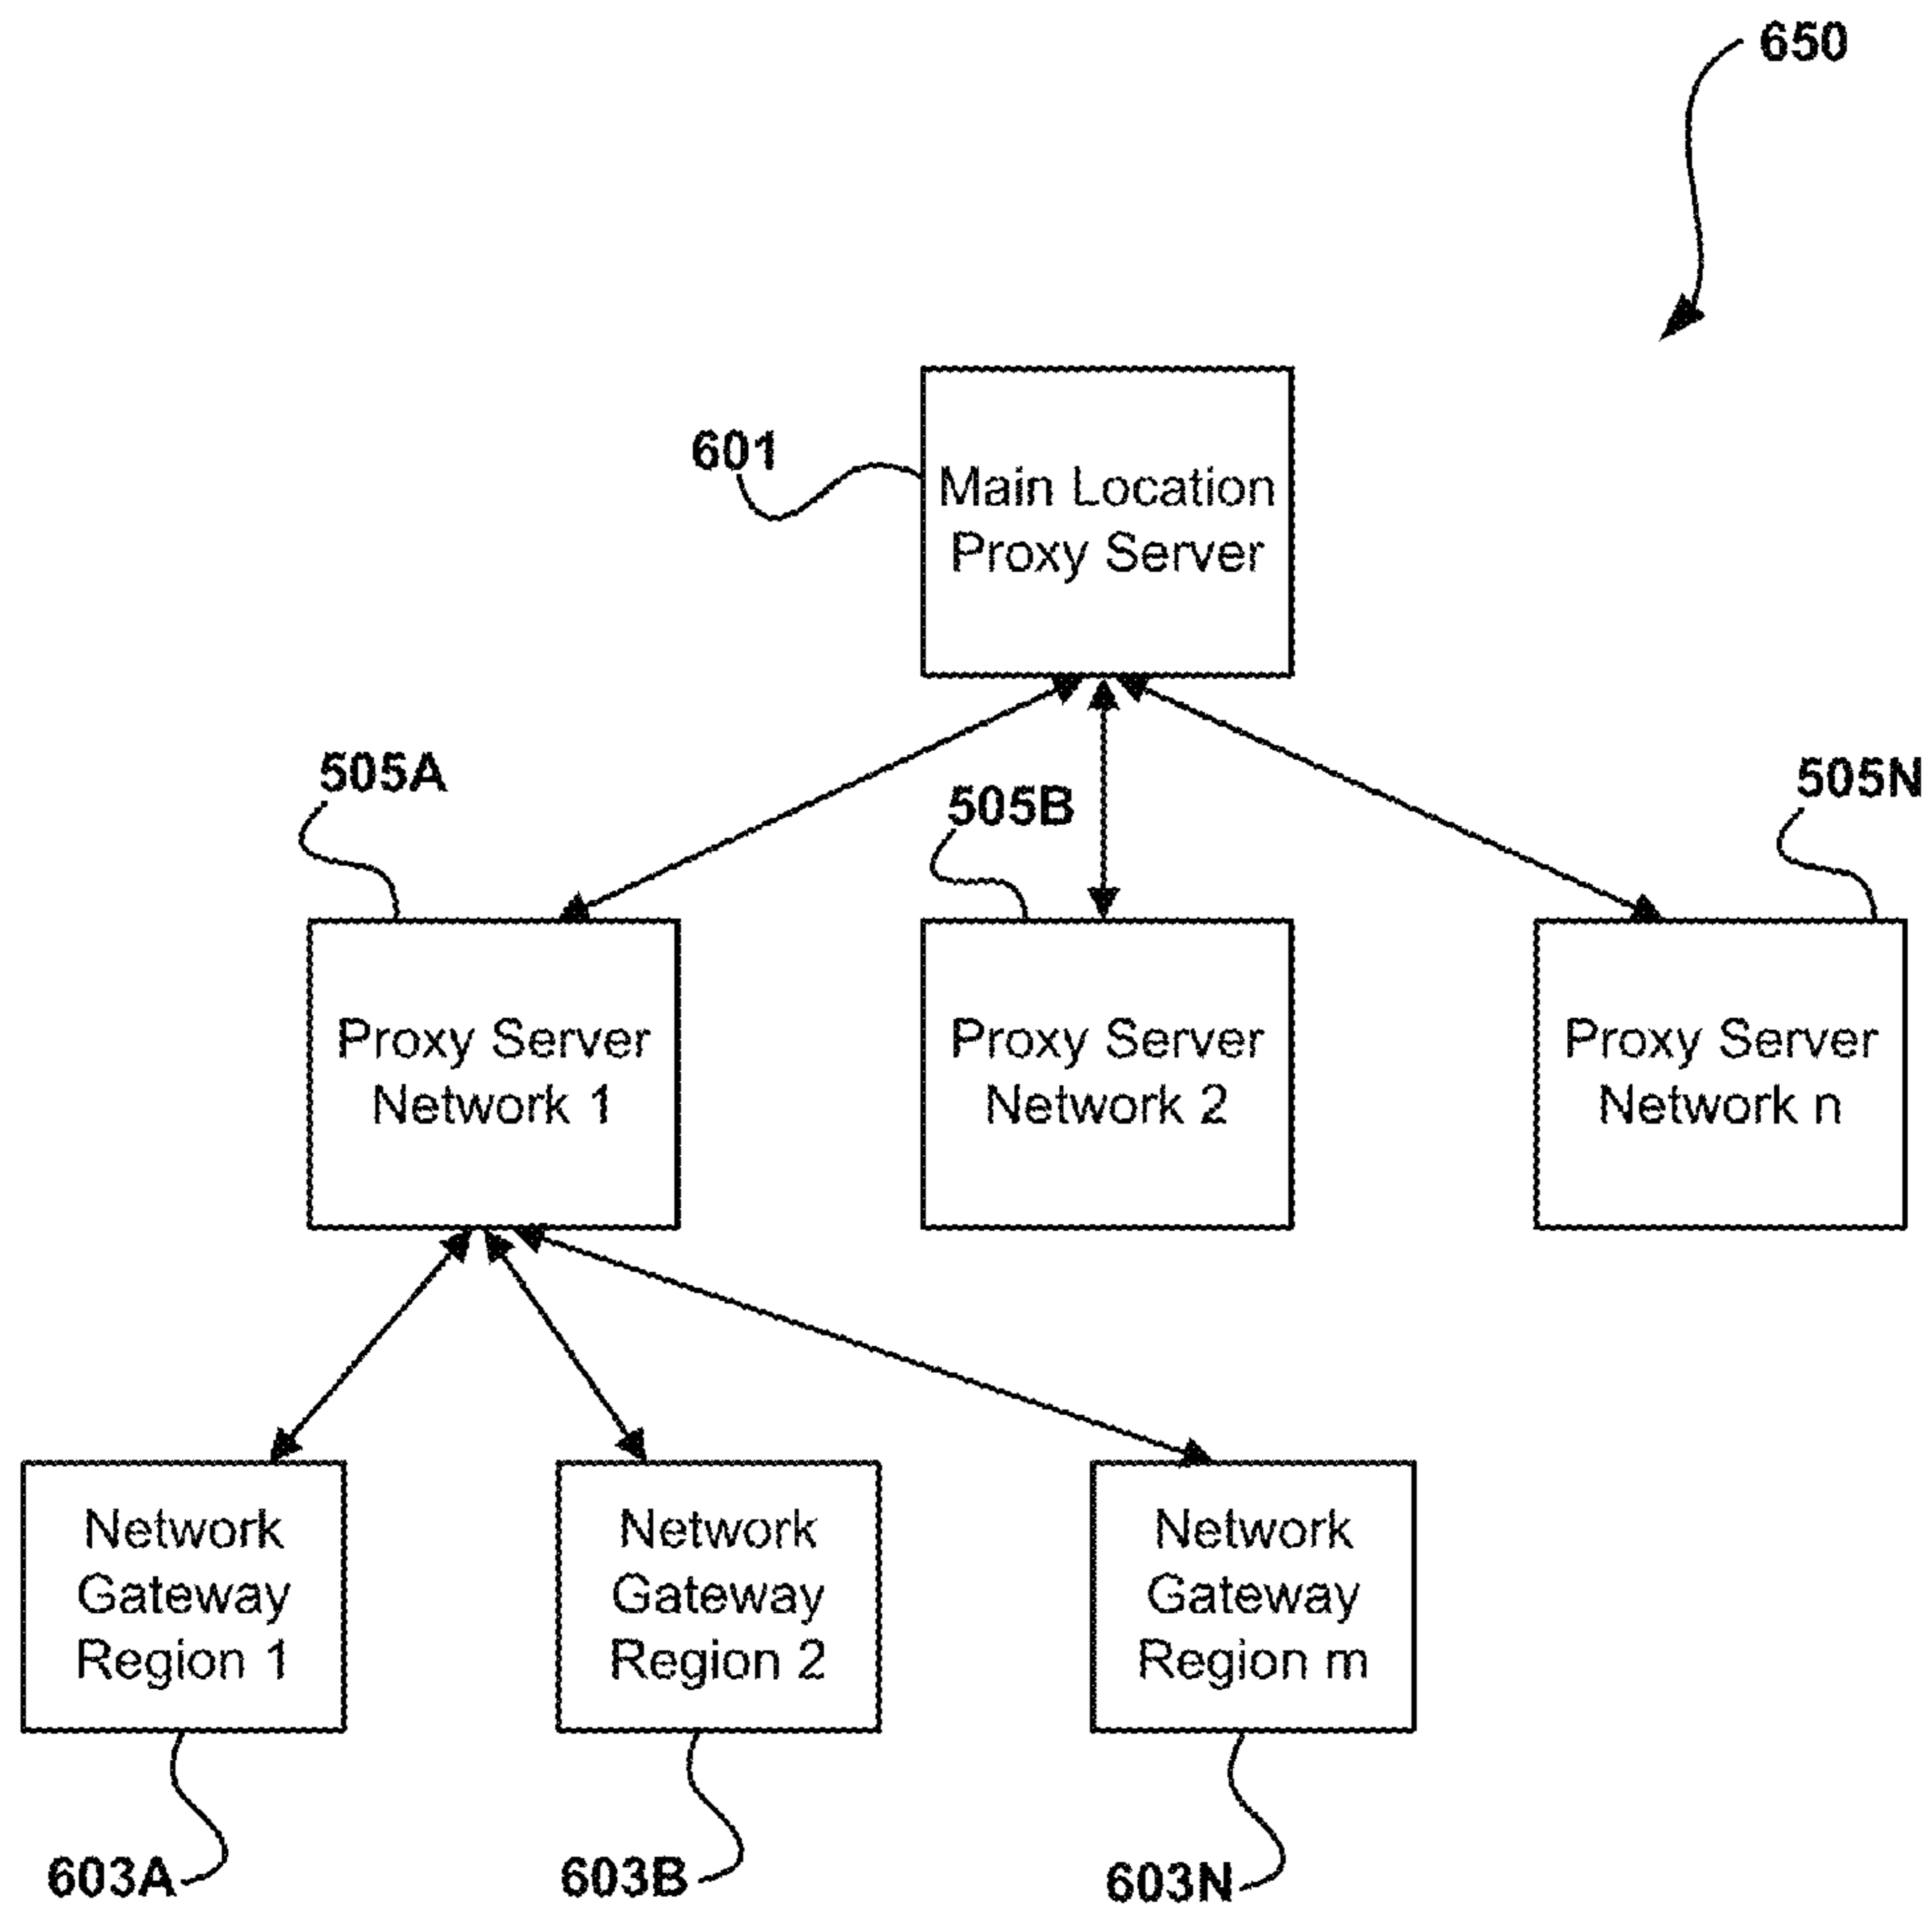 650
601
Main Location
Proxy Server
505A
505B
505N
Proxy Server
Network 1
Proxy Server
Network 2
Proxy Server
Network n
Network
Gateway
Region 1
Network
Gateway
Region 2
Network
Gateway
Region m
603A
603B
603N